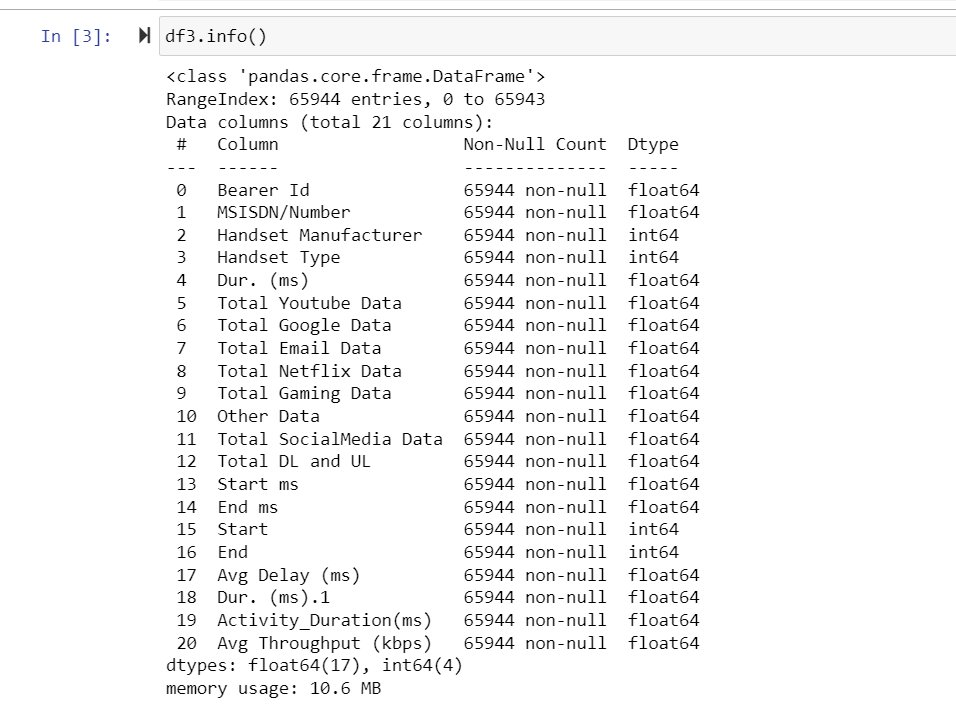 In [3]: df3.info()
<class 'pandas.core.frame.DataFrame'>
RangeIndex: 65944 entries, 0 to 65943
Data columns (total 21 columns):
 #   Column                  Non-Null Count  Dtype
---  ------                  --------------  -----
 0   Bearer Id               65944 non-null  float64
 1   MSISDN/Number           65944 non-null  float64
 2   Handset Manufacturer    65944 non-null  int64
 3   Handset Type            65944 non-null  int64
 4   Dur. (ms)               65944 non-null  float64
 5   Total Youtube Data      65944 non-null  float64
 6   Total Google Data       65944 non-null  float64
 7   Total Email Data        65944 non-null  float64
 8   Total Netflix Data      65944 non-null  float64
 9   Total Gaming Data       65944 non-null  float64
 10  Other Data              65944 non-null  float64
 11  Total SocialMedia Data  65944 non-null  float64
 12  Total DL and UL         65944 non-null  float64
 13  Start ms                65944 non-null  float64
 14  End ms                  65944 non-null  float64
 15  Start                   65944 non-null  int64
 16  End                     65944 non-null  int64
 17  Avg Delay (ms)          65944 non-null  float64
 18  Dur. (ms).1             65944 non-null  float64
 19  Activity_Duration(ms)   65944 non-null  float64
 20  Avg Throughput (kbps)   65944 non-null  float64
dtypes: float64(17), int64(4)
memory usage: 10.6 MB